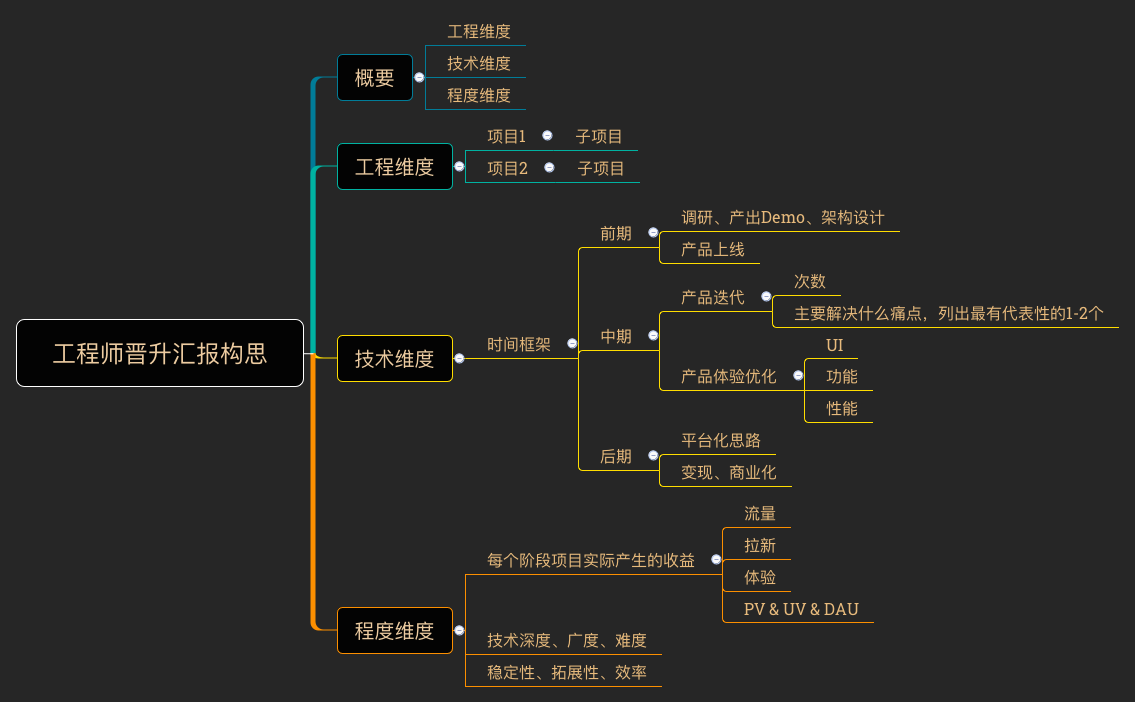 工程师晋升汇报构思
概要
工程维度
技术维度
程度维度
工程维度
项目1
子项目
项目2
子项目
技术维度
时间框架
前期
调研、产出Demo、架构设计
产品上线
中期
产品迭代
次数
主要解决什么痛点，列出最有代表性的1-2个
产品体验优化
UI
功能
性能
后期
平台化思路
变现、商业化
程度维度
每个阶段项目实际产生的收益
流量
拉新
体验
PV & UV & DAU
技术深度、广度、难度
稳定性、拓展性、效率